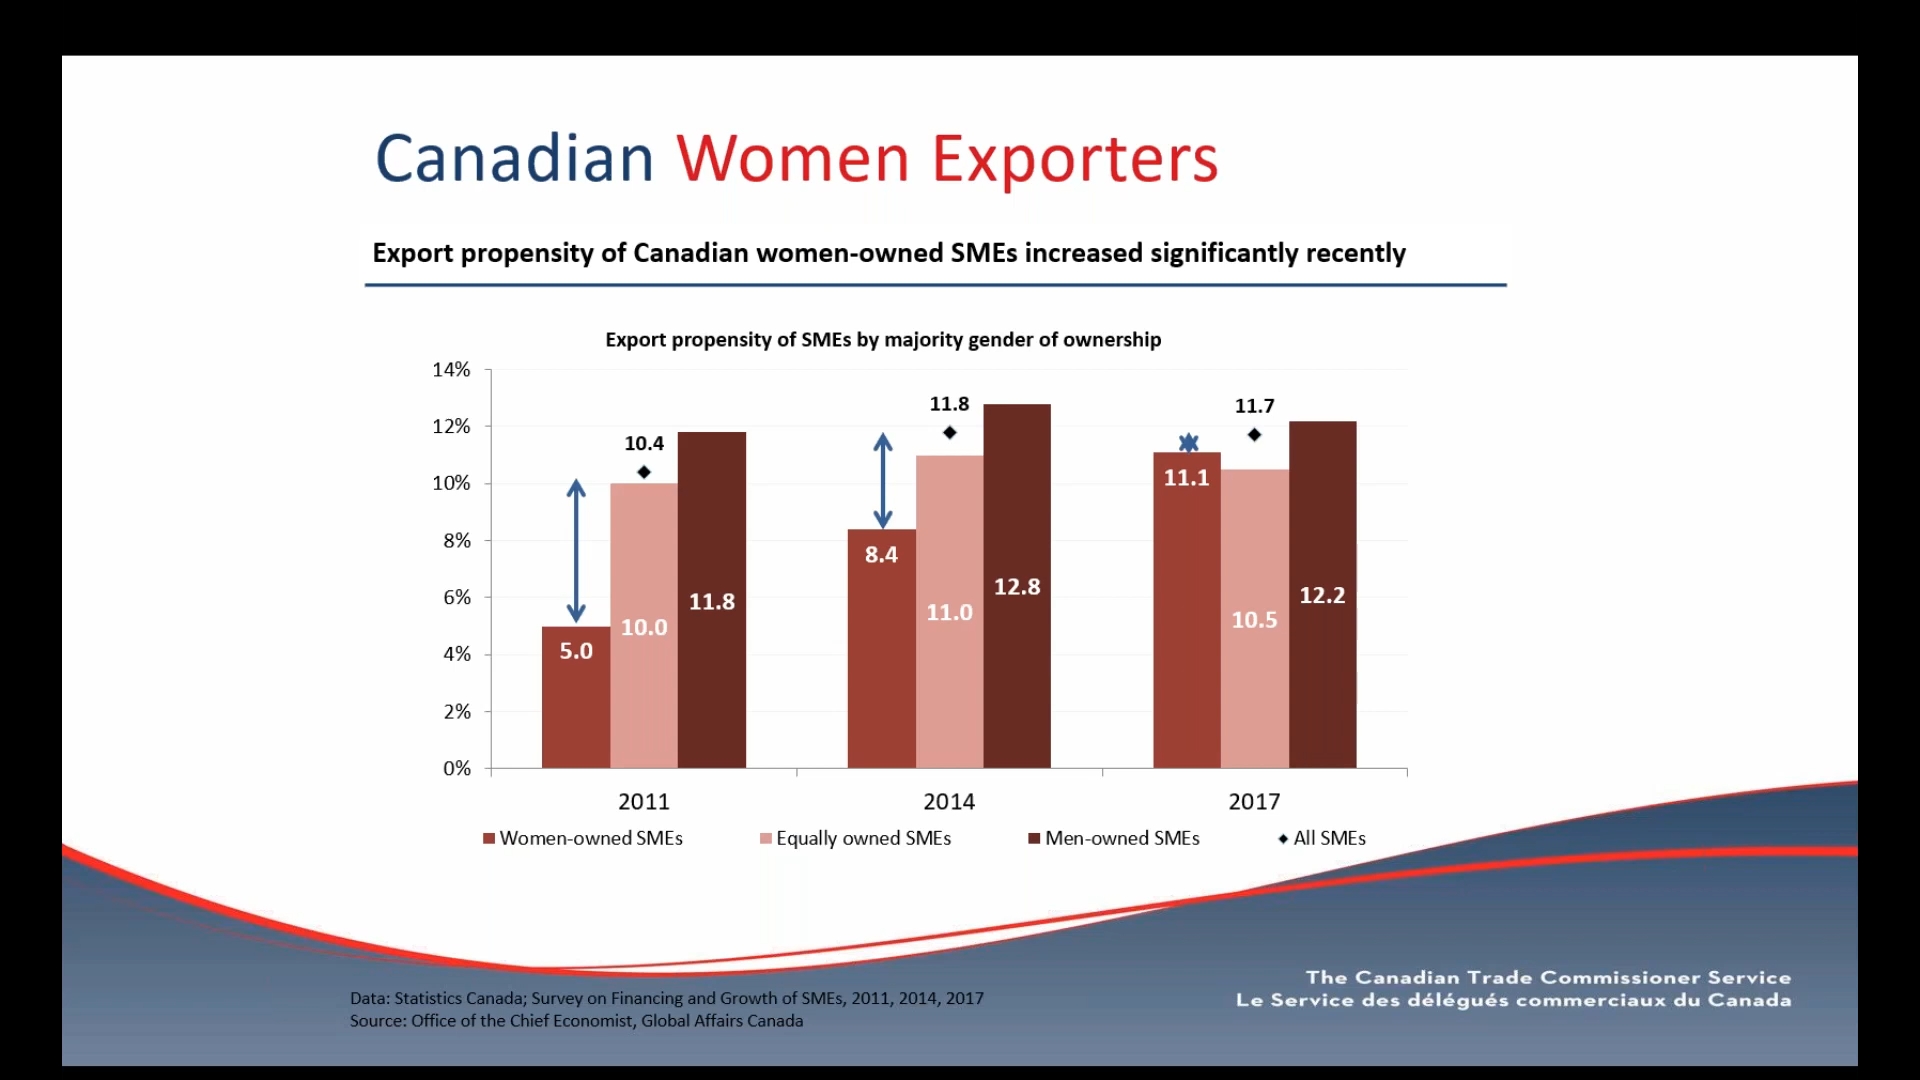 Canadian Women Exporters
Export propensity of Canadian women-owned SMEs increased significantly recently
Export propensity of SMEs by majority gender of ownership
14%
12%
10%
8%
6%
4%
2%
0%
10.4
5.0
10.0
11.8
11.8
8.4
11.0
12.8
11.7
11.1
10.5
12.2
2011
2014
2017
Women-owned SMEs
Equally owned SMEs
Men-owned SMEs
All SMEs
Data: Statistics Canada; Survey on Financing and Growth of SMEs, 2011, 2014, 2017
Source: Office of the Chief Economist, Global Affairs Canada
The Canadian Trade Commissioner Service
Le Service des délégués commerciaux du Canada